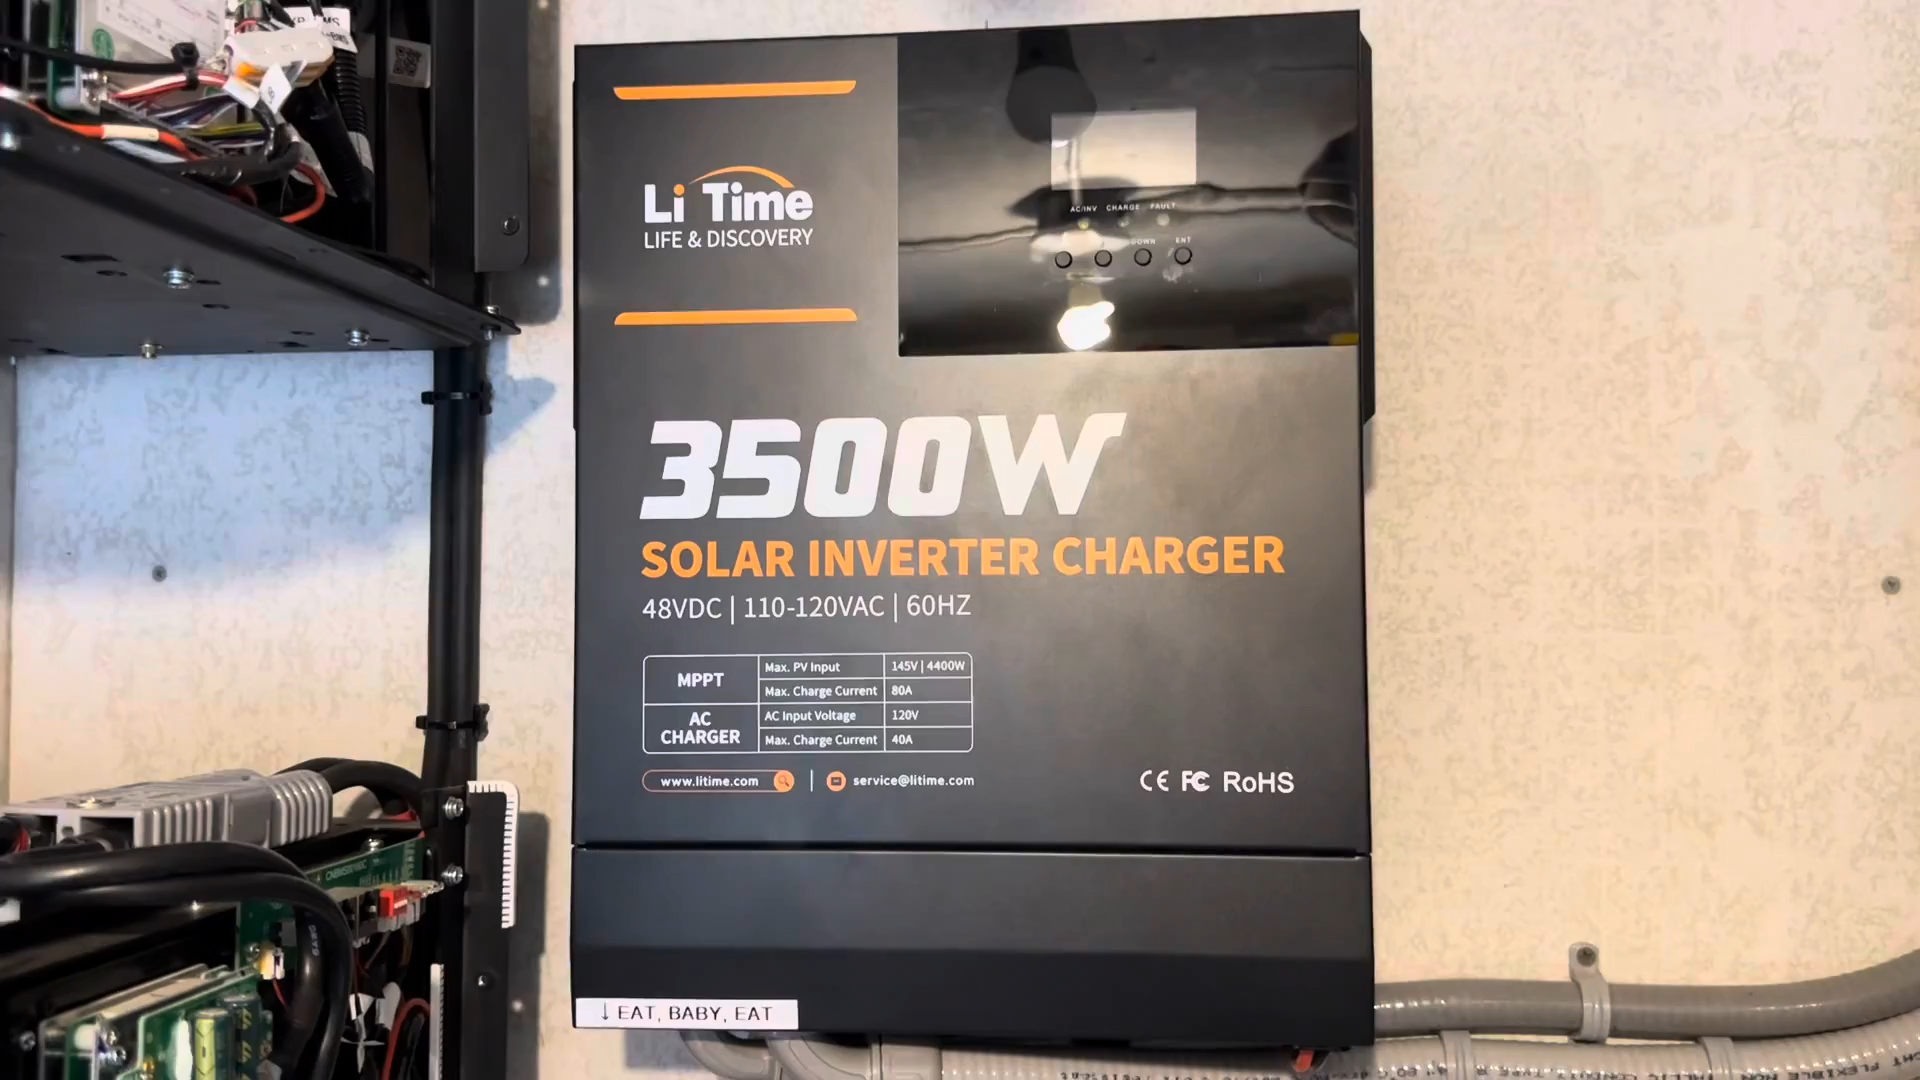 Li Time
LIFE & DISCOVERY
AC/INV CHARGE FAULT
DOWN ENT
3500W
SOLAR INVERTER CHARGER
48VDC | 110-120VAC | 60HZ
MPPT
Max. PV Input 145V | 4400W
Max. Charge Current 80A
AC CHARGER
AC Input Voltage 120V
Max. Charge Current 40A
www.litime.com | service@litime.com
CE FC RoHS
↓ EAT, BABY, EAT